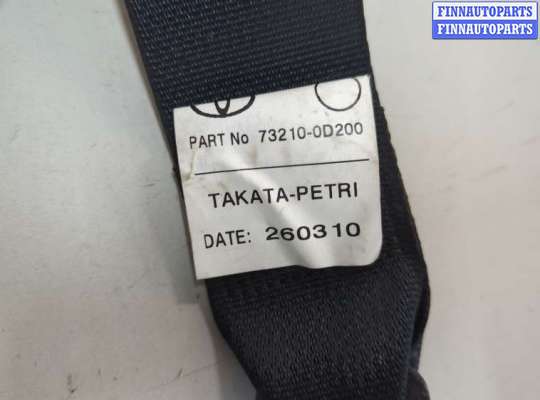 FINNAUTOPARTS
FINNAUTOPARTS
PART No 73210-0D200
TAKATA-PETRI
DATE: 260310